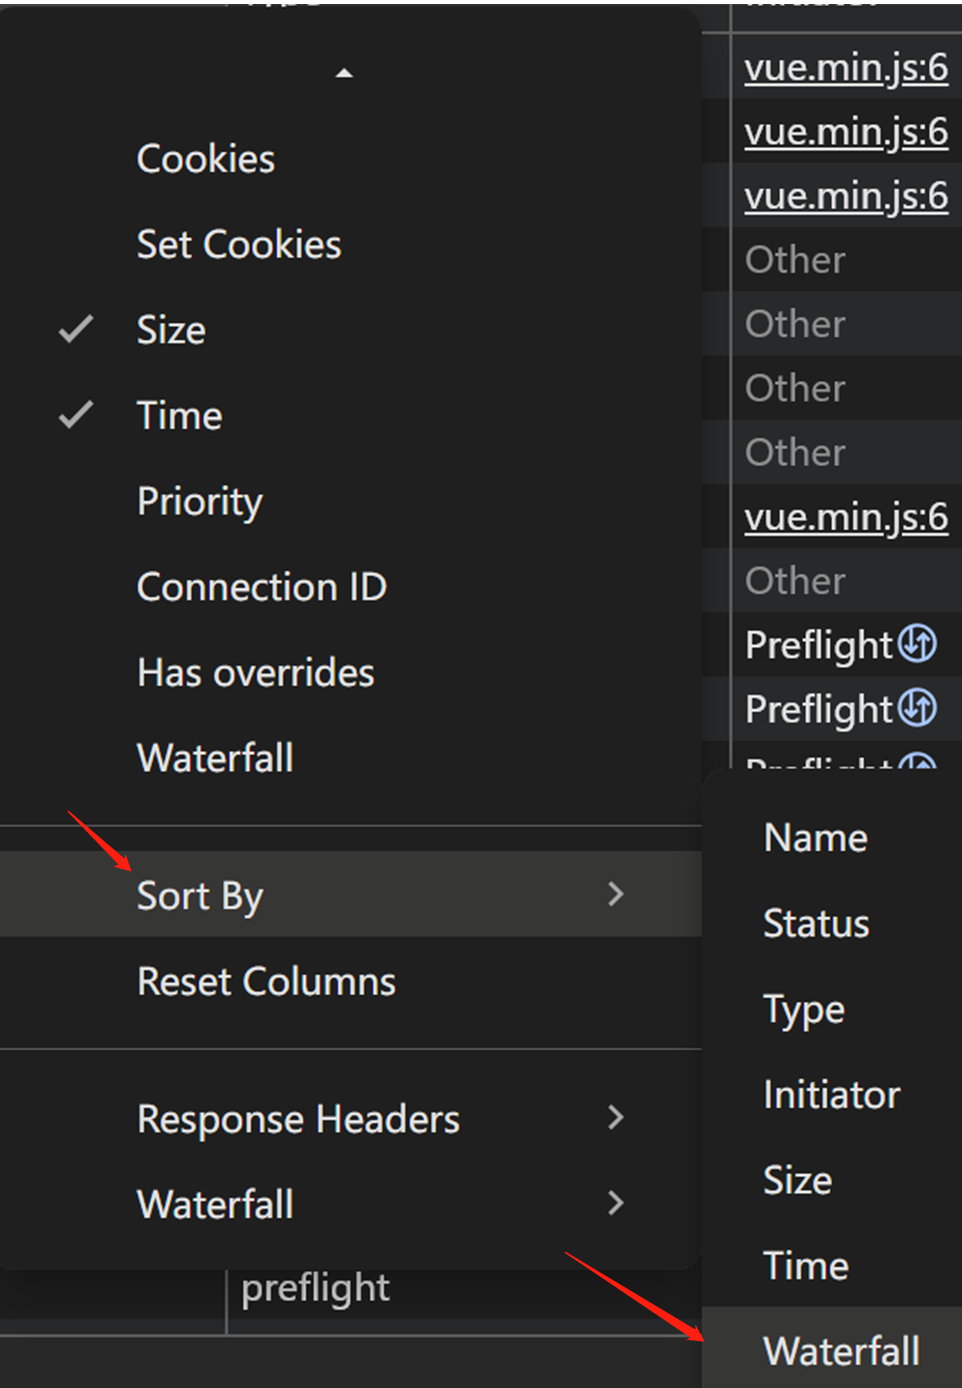 vue.min.js:6
vue.min.js:6
vue.min.js:6
Other
Other
Other
Other
vue.min.js:6
Other
Preflight
Preflight
Preflight
Cookies
Set Cookies
Size
Time
Priority
Connection ID
Has overrides
Waterfall
Sort By
Reset Columns
Response Headers
Waterfall
Name
Status
Type
Initiator
Size
Time
Waterfall
preflight